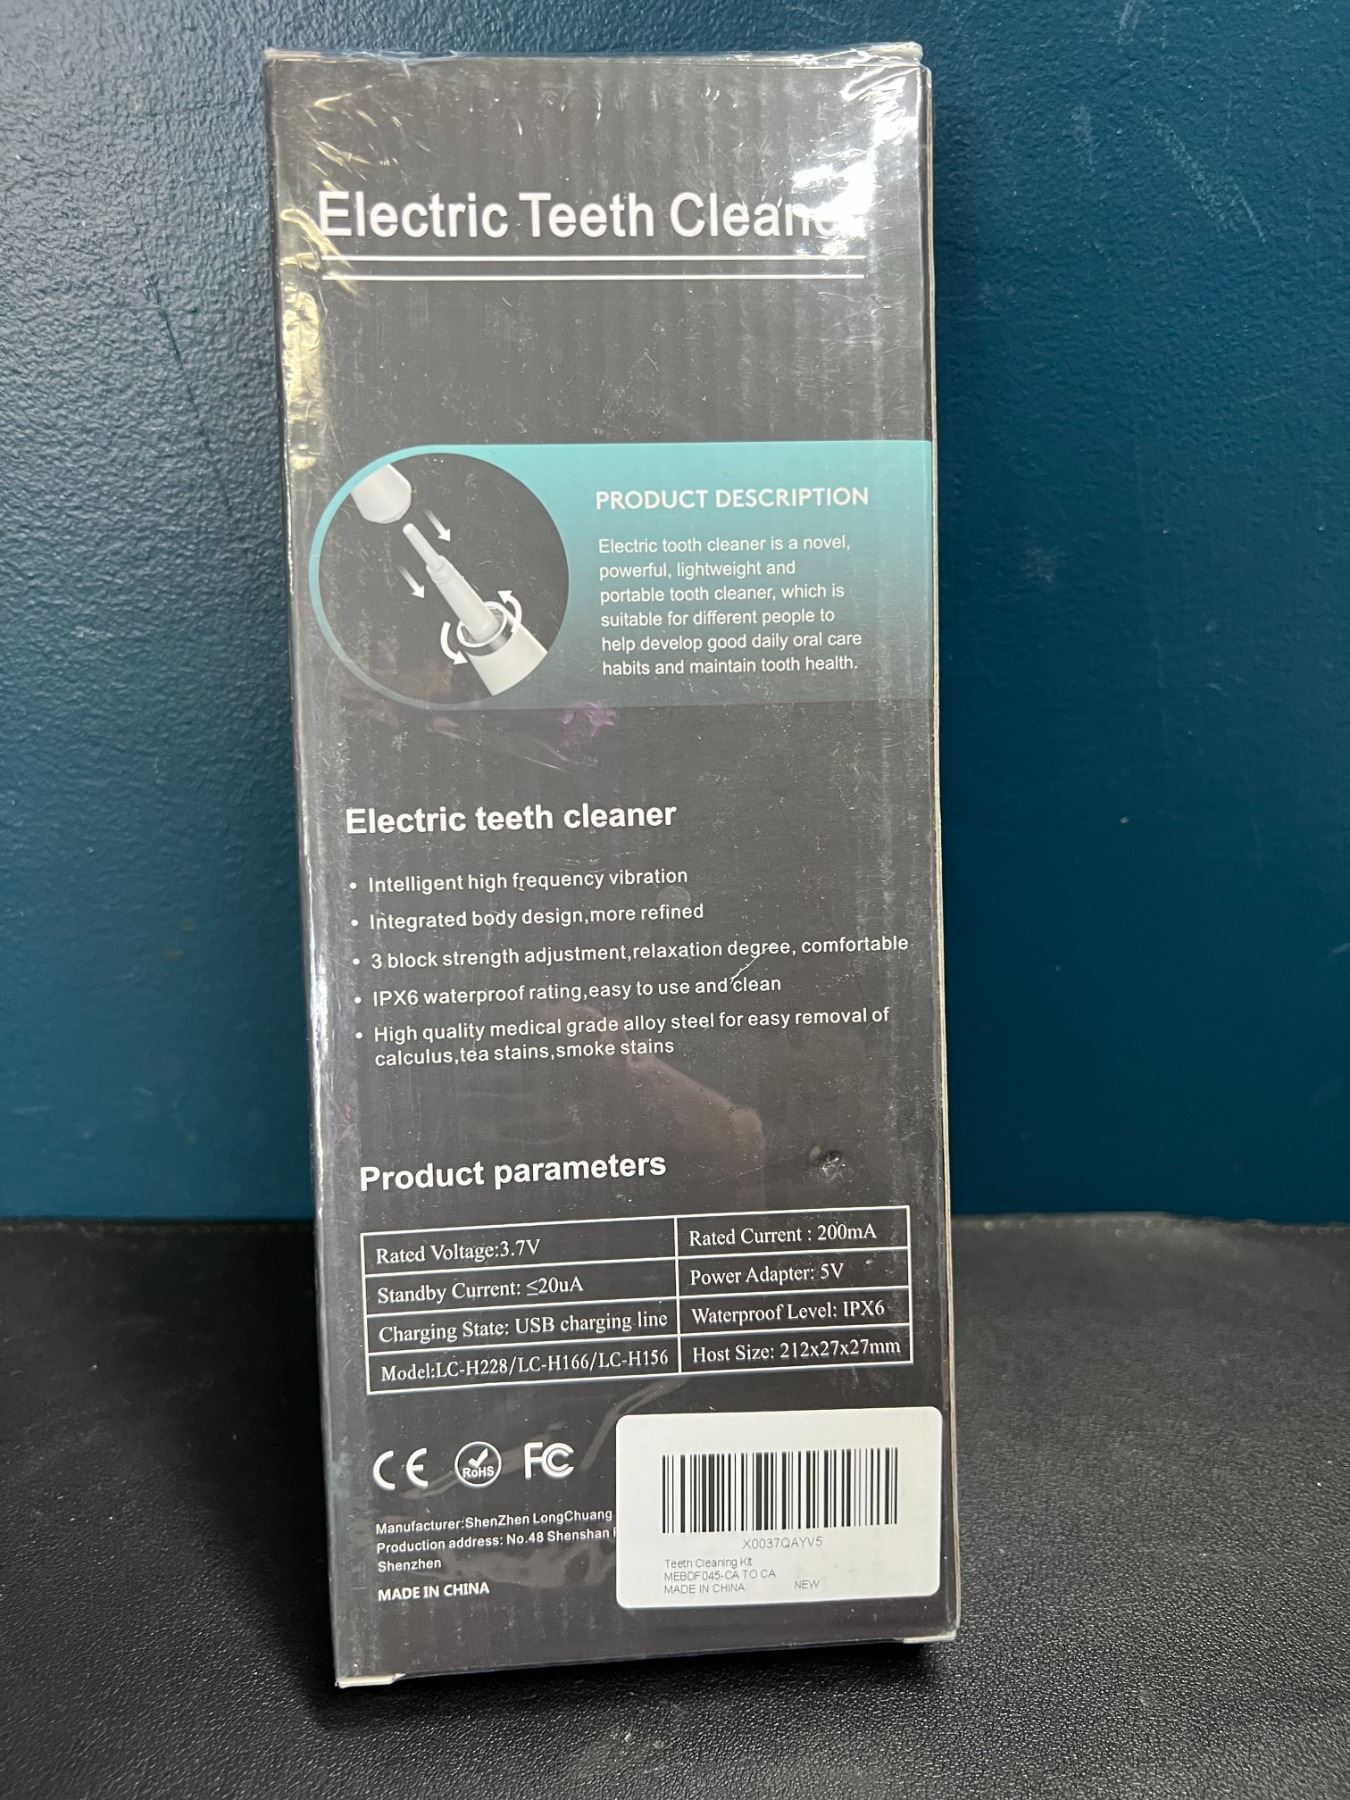 Electric Teeth
PRODUCT DESCRIPTION
Electric tooth cleaner is a novel,
powerful, lightweight and
portable tooth cleaner, which is
suitable for different people to
help develop good daily oral care
habits and maintain tooth health.
Electric teeth cleaner
• Intelligent high frequency vibration
• Integrated body design,more refined
• 3 block strength adjustment,relaxation degree, comfortable
• IPX6 waterproof rating,easy to use and clean
• High quality medical grade alloy steel for easy removal of
calculus,tea stains,smoke stains
Product parameters
Rated Voltage:3.7V Rated Current : 200mA
Standby Current: ≤20uA Power Adapter: 5V
Charging State: USB charging line Waterproof Level: IPX6
Model:LC-H228/LC-H166/LC-H156 Host Size: 212x27x27mm
CE RoHS FC
Manufacturer:ShenZhen LongChuang
Production address: No.48 Shenshan
Shenzhen
MADE IN CHINA
X0037QAYV5
Teeth Cleaning Kit
MEBDF045-CA TO CA
MADE IN CHINA NEW